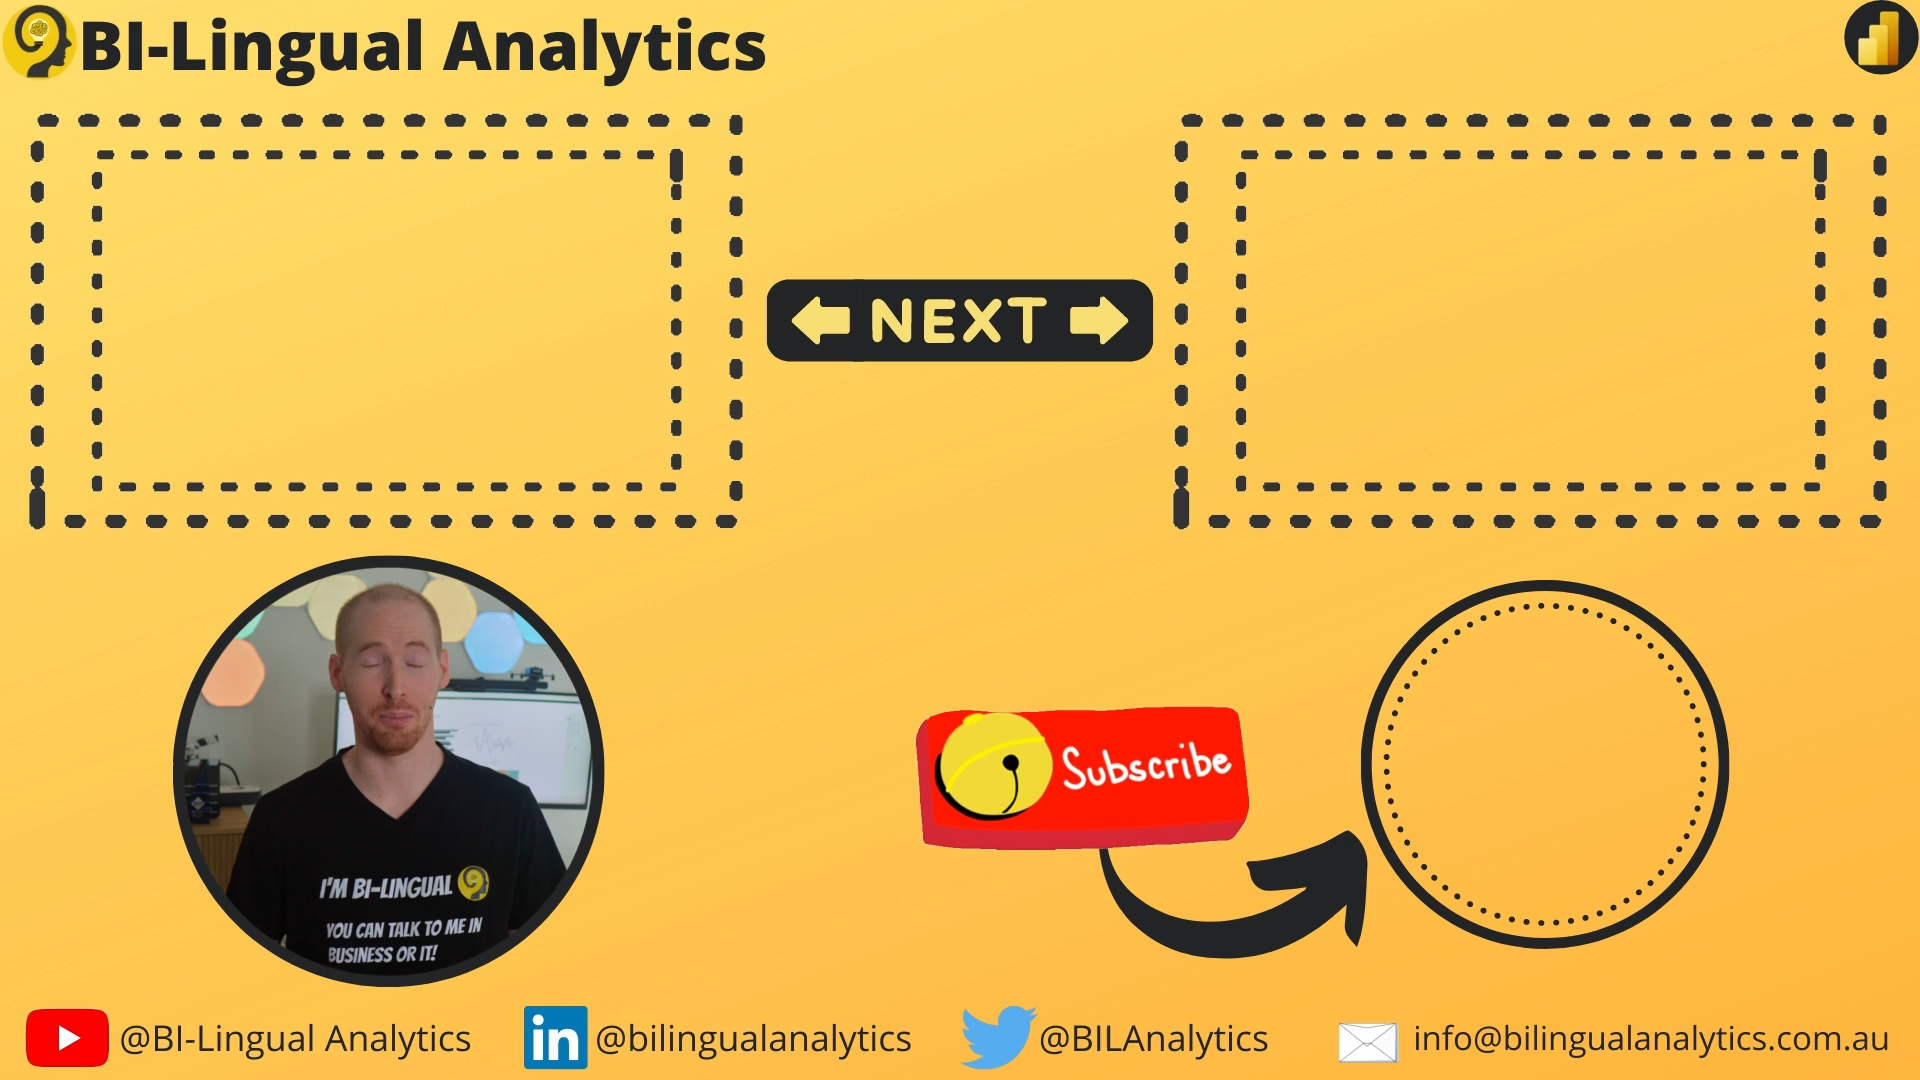 BI-Lingual Analytics
NEXT
Subscribe
I'M BI-LINGUAL
YOU CAN TALK TO ME IN
BUSINESS OR IT!
@BI-Lingual Analytics
in
@bilingualanalytics
@BILAnalytics
info@bilingualanalytics.com.au